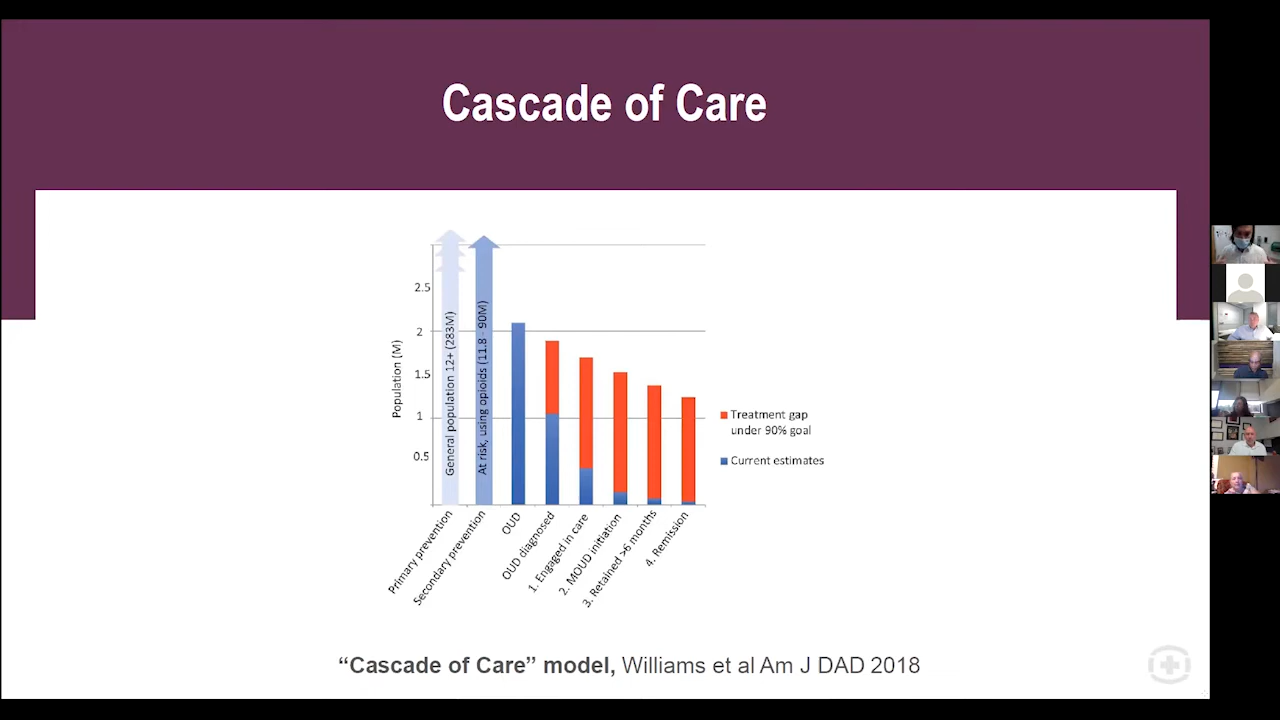 Cascade of Care
2.5
2
1.5
1
0.5
Population (M)
General population 12+ (283M)
At risk, using opioids (11.8 - 90M)
Treatment gap
under 90% goal
Current estimates
Primary prevention
Secondary prevention
OUD
OUD diagnosed
1. Engaged in care
2. MOUD initiation
3. Retained >6 months
4. Remission
“Cascade of Care” model, Williams et al Am J DAD 2018